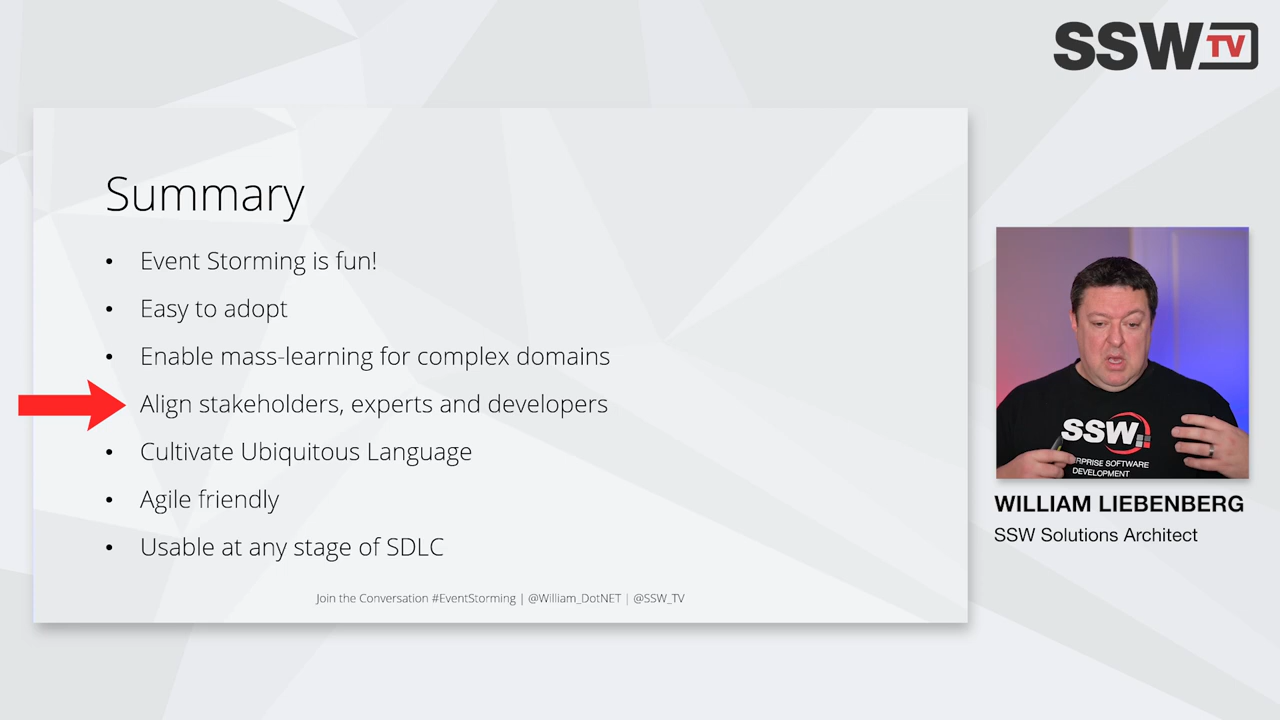 SSW TV
Summary
• Event Storming is fun!
• Easy to adopt
• Enable mass-learning for complex domains
Align stakeholders, experts and developers
• Cultivate Ubiquitous Language
• Agile friendly
• Usable at any stage of SDLC
Join the Conversation #EventStorming | @William_DotNET | @SSW_TV
SSW
ERPRISE SOFTWARE
DEVELOPMENT
WILLIAM LIEBENBERG
SSW Solutions Architect